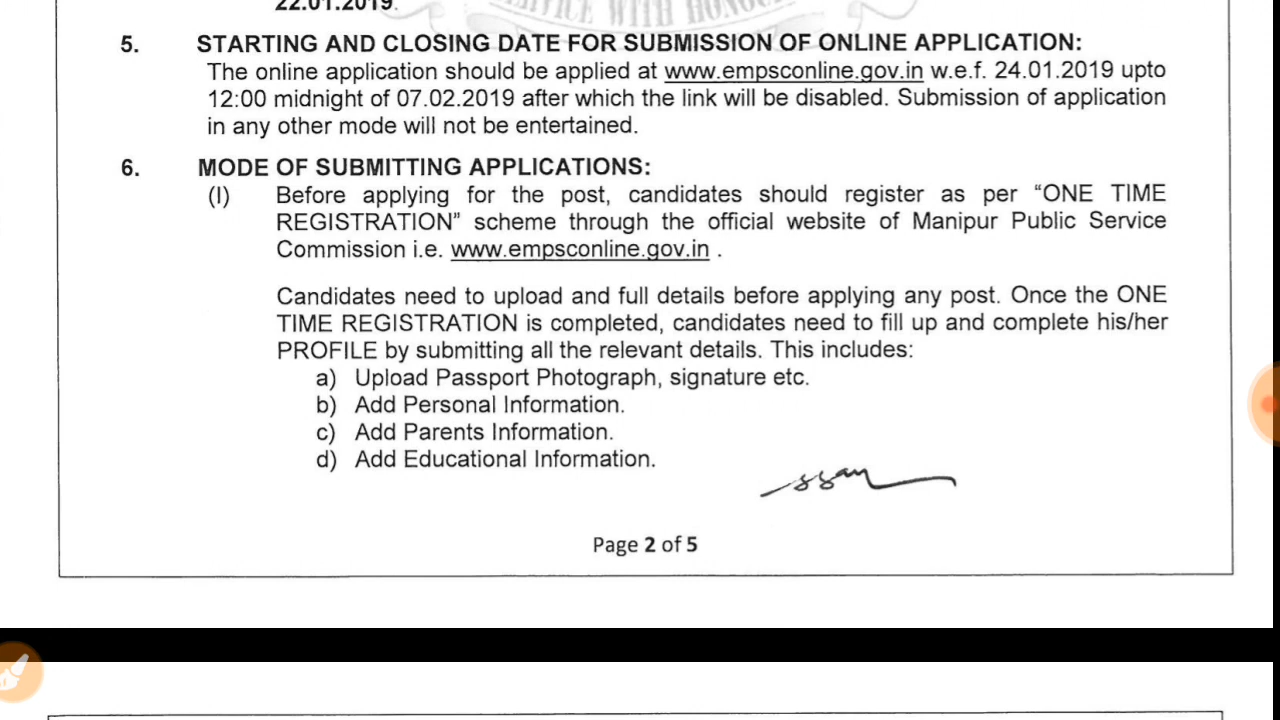 22.01.2019.
SERVICE WITH HONOUR
5. STARTING AND CLOSING DATE FOR SUBMISSION OF ONLINE APPLICATION:
The online application should be applied at www.empsconline.gov.in w.e.f. 24.01.2019 upto
12:00 midnight of 07.02.2019 after which the link will be disabled. Submission of application
in any other mode will not be entertained.
6. MODE OF SUBMITTING APPLICATIONS:
(I) Before applying for the post, candidates should register as per “ONE TIME
REGISTRATION” scheme through the official website of Manipur Public Service
Commission i.e. www.empsconline.gov.in .
Candidates need to upload and full details before applying any post. Once the ONE
TIME REGISTRATION is completed, candidates need to fill up and complete his/her
PROFILE by submitting all the relevant details. This includes:
a) Upload Passport Photograph, signature etc.
b) Add Personal Information.
c) Add Parents Information.
d) Add Educational Information.
Page 2 of 5